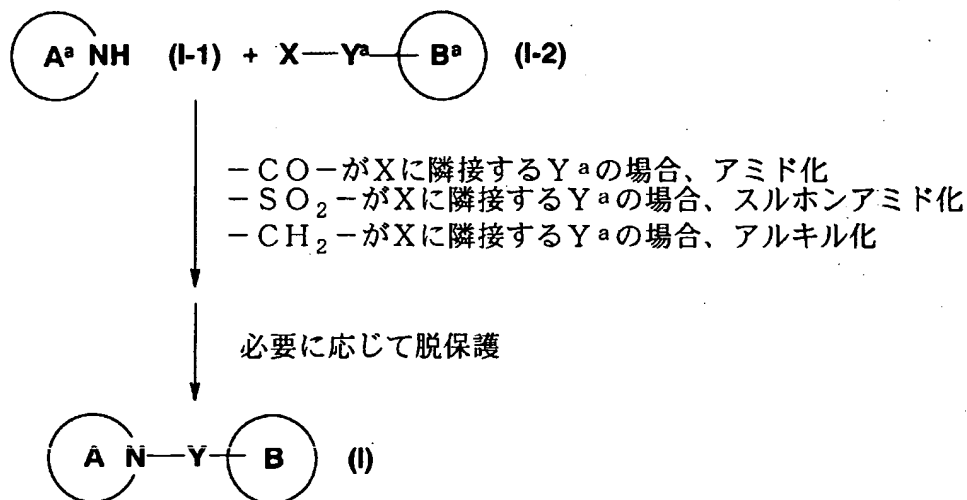 Aª NH (I-1) + X—Yª—Bª (I-2)
－CO－がXに隣接するYªの場合、アミド化
－SO₂－がXに隣接するYªの場合、スルホンアミド化
－CH₂－がXに隣接するYªの場合、アルキル化
必要に応じて脱保護
A N—Y—B (I)